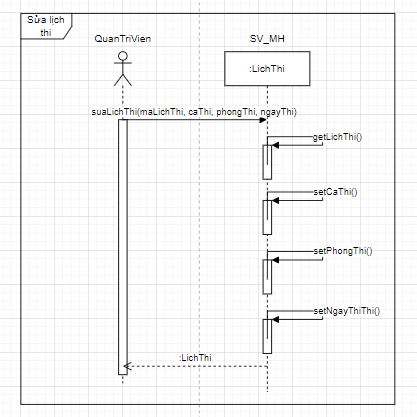 Sửa lịch
thi
QuanTriVien
SV_MH
:LichThi
suaLichThi(maLichThi, caThi, phongThi, ngayThi)
getLichThi()
setCaThi()
setPhongThi()
setNgayThiThi()
:LichThi